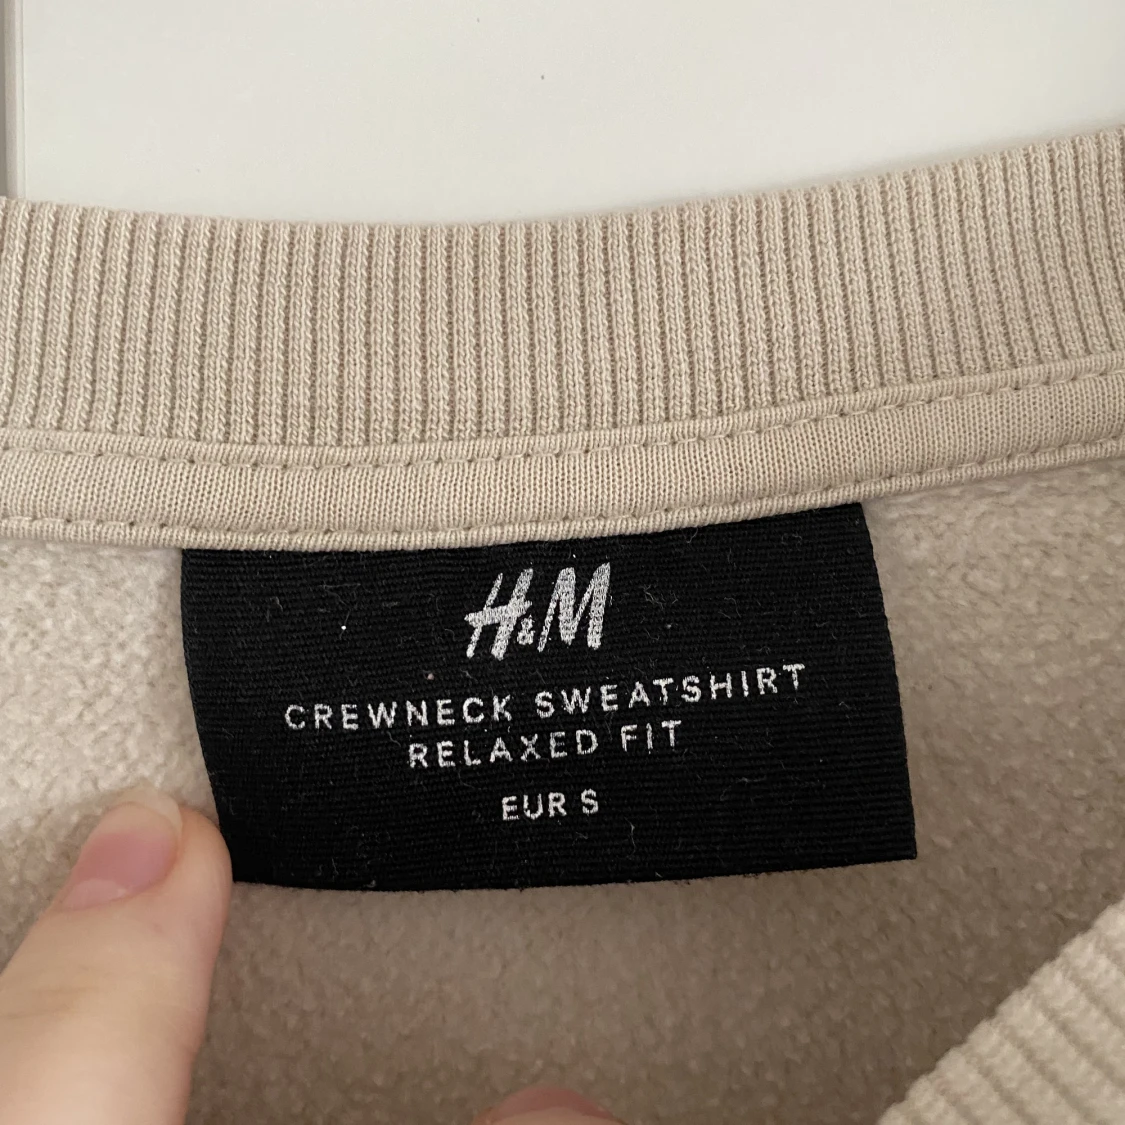 H&M
CREWNECK SWEATSHIRT
RELAXED FIT
EUR S